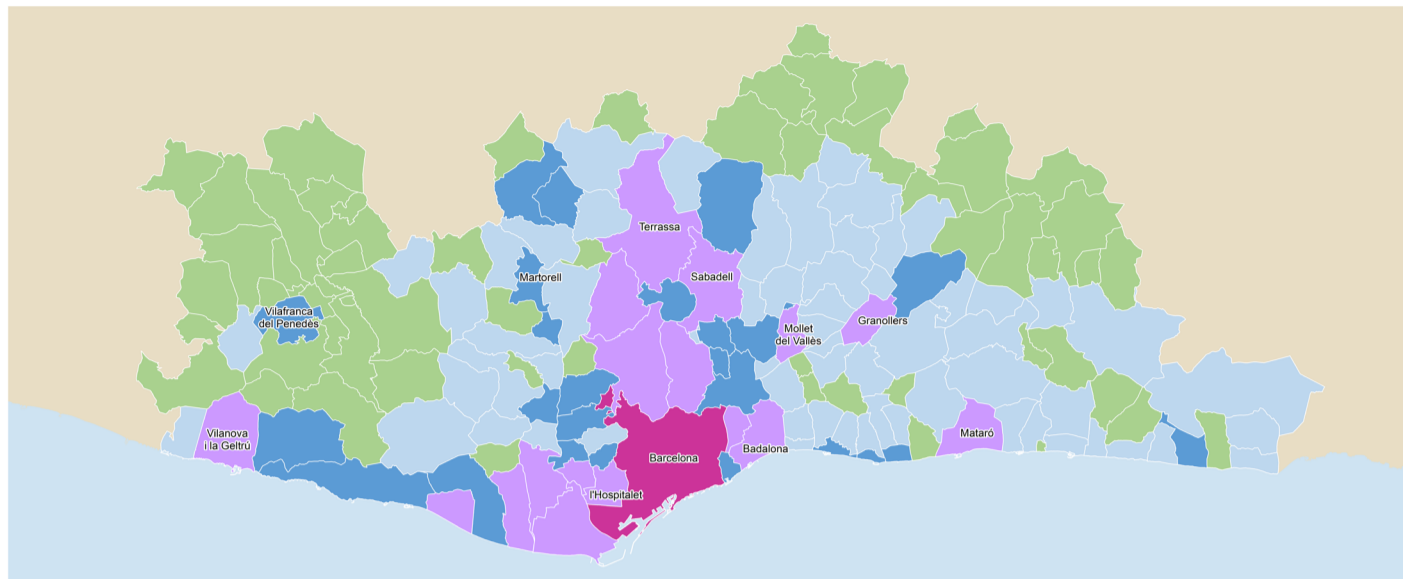 Terrassa
Martorell
Sabadell
Vilafranca
del Penedès
Granollers
Mollet
del Vallès
Vilanova
i la Geltrú
Mataró
Badalona
Barcelona
l'Hospitalet